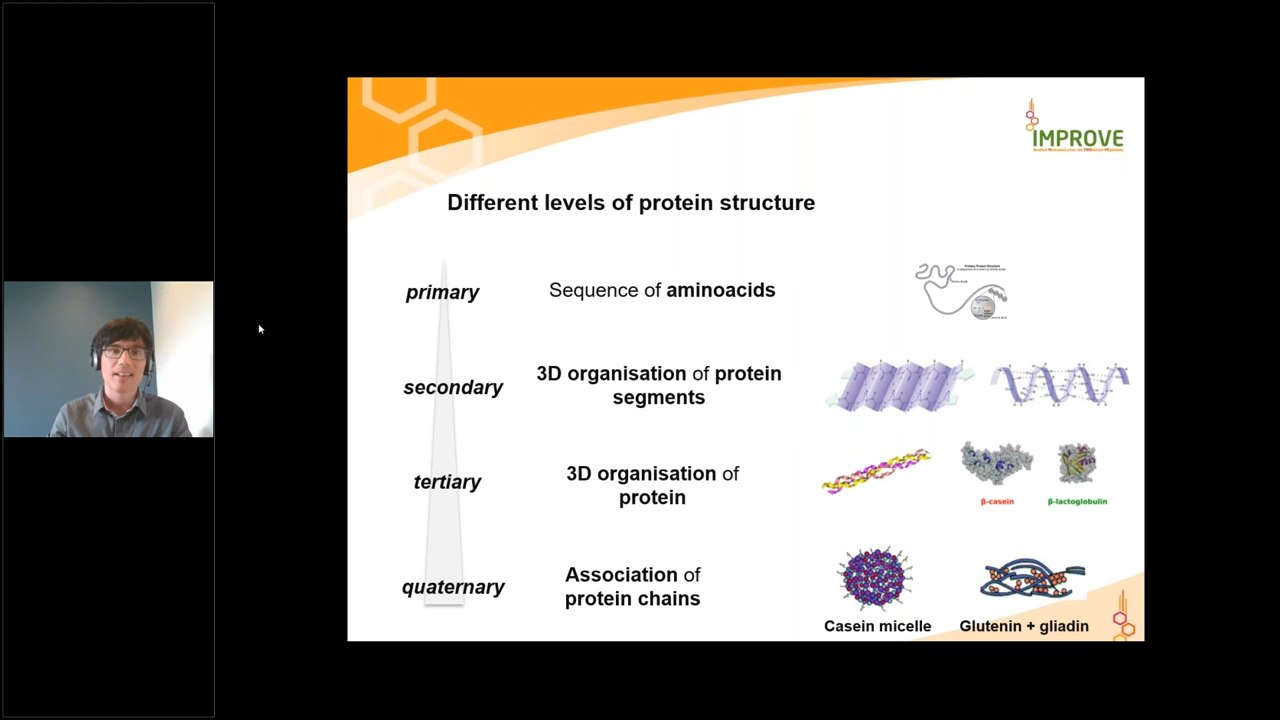 IMPROVE
Different levels of protein structure
primary
Sequence of aminoacids
secondary
3D organisation of protein
segments
tertiary
3D organisation of
protein
β-casein
β-lactoglobulin
quaternary
Association of
protein chains
Casein micelle
Glutenin + gliadin